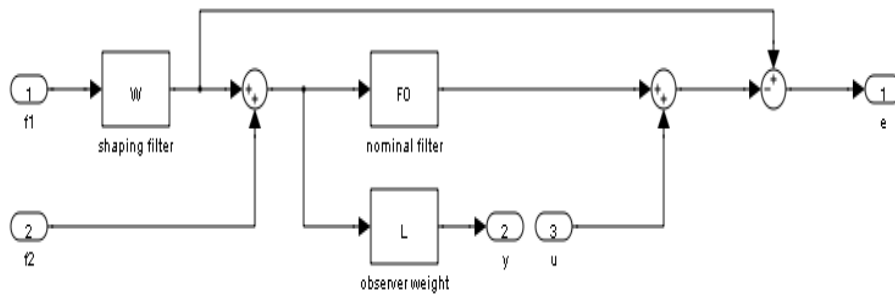 1
f1
W
shaping filter
+
+
F0
nominal filter
+
+
+
-
1
e
2
f2
L
observer weight
2
y
3
u